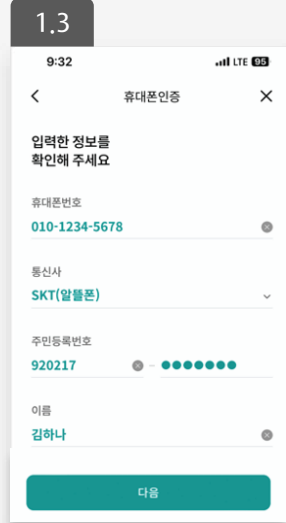 1.3
9:32
LTE 95
휴대폰인증
입력한 정보를
확인해 주세요
휴대폰번호
010-1234-5678
통신사
SKT(알뜰폰)
주민등록번호
920217 - ●●●●●●●
이름
김하나
다음